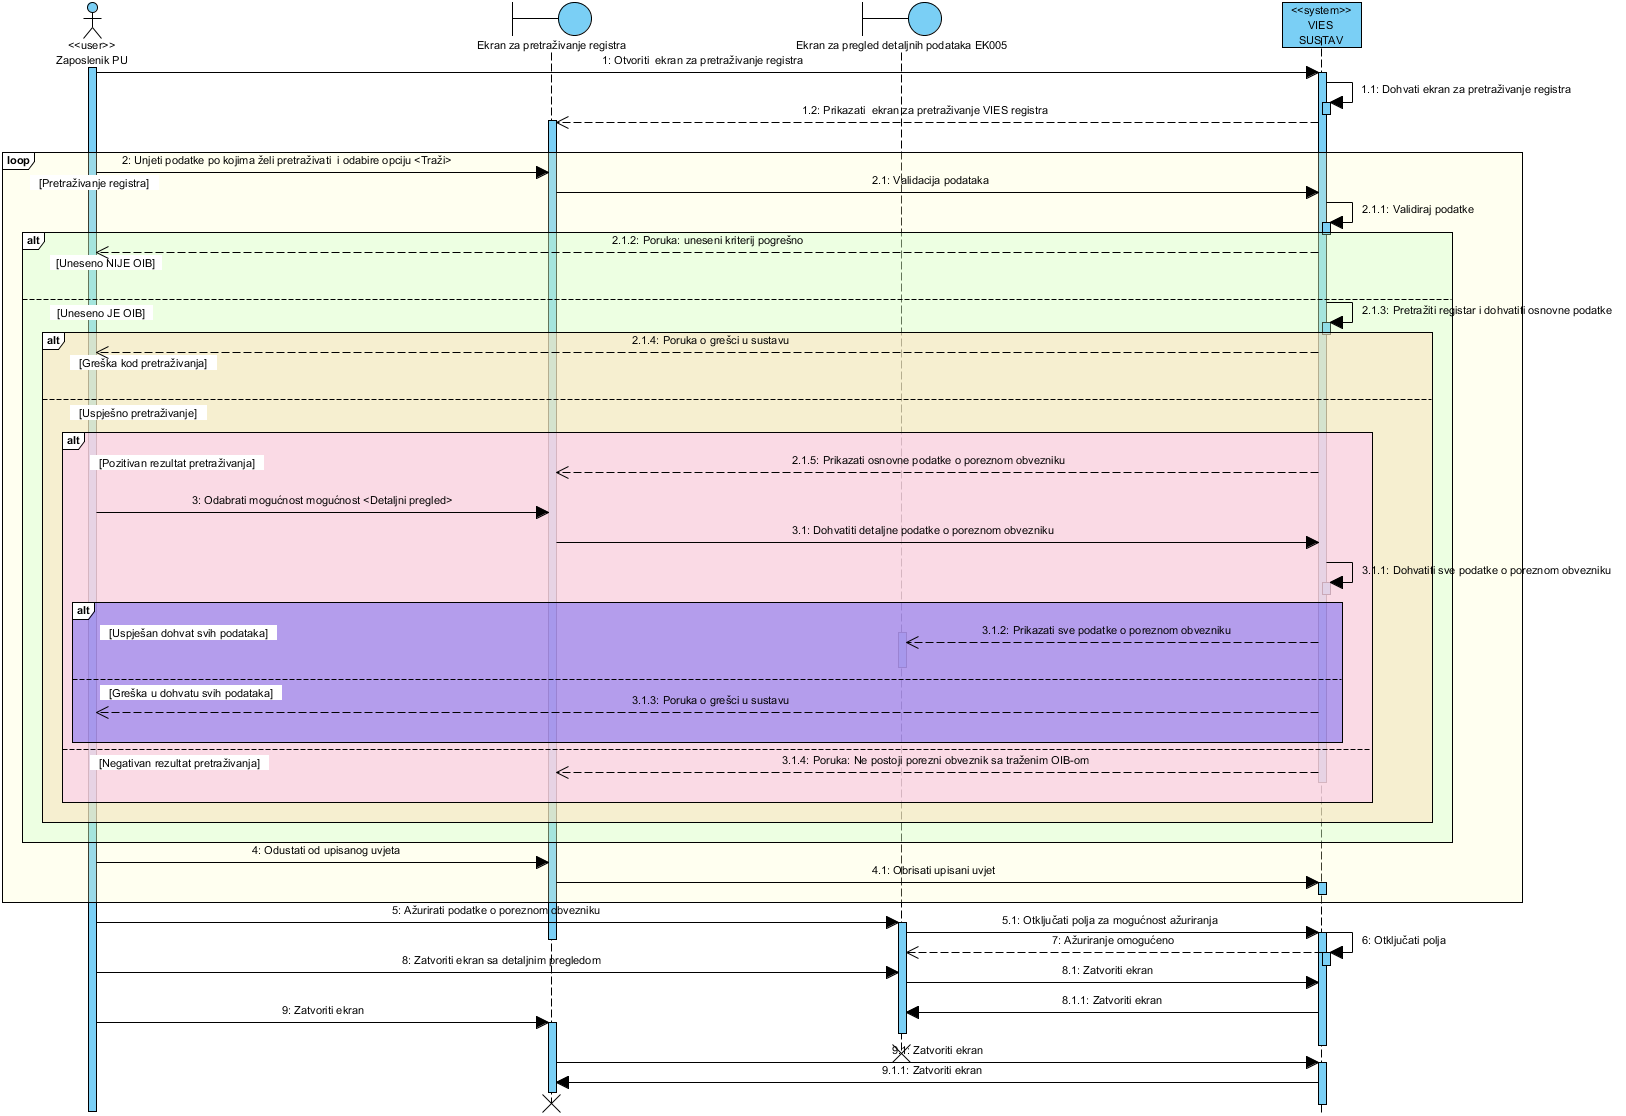 <<user>>
Zaposlenik PU
Ekran za pretraživanje registra
Ekran za pregled detaljnih podataka EK005
<<system>>
VIES
SUSTAV
1: Otvoriti  ekran za pretraživanje registra
1.1: Dohvati ekran za pretraživanje registra
1.2: Prikazati  ekran za pretraživanje VIES registra
loop
2: Unjeti podatke po kojima želi pretraživati  i odabire opciju <Traži>
[Pretraživanje registra]
2.1: Validacija podataka
2.1.1: Validiraj podatke
alt
2.1.2: Poruka: uneseni kriterij pogrešno
[Uneseno NIJE OIB]
[Uneseno JE OIB]
2.1.3: Pretražiti registar i dohvatiti osnovne podatke
alt
2.1.4: Poruka o grešci u sustavu
[Greška kod pretraživanja]
[Uspješno pretraživanje]
alt
[Pozitivan rezultat pretraživanja]
2.1.5: Prikazati osnovne podatke o poreznom obvezniku
3: Odabrati mogućnost mogućnost <Detaljni pregled>
3.1: Dohvatiti detaljne podatke o poreznom obvezniku
3.1.1: Dohvatiti sve podatke o poreznom obvezniku
alt
[Uspješan dohvat svih podataka]
3.1.2: Prikazati sve podatke o poreznom obvezniku
[Greška u dohvatu svih podataka]
3.1.3: Poruka o grešci u sustavu
[Negativan rezultat pretraživanja]
3.1.4: Poruka: Ne postoji porezni obveznik sa traženim OIB-om
4: Odustati od upisanog uvjeta
4.1: Obrisati upisani uvjet
5: Ažurirati podatke o poreznom obvezniku
5.1: Otključati polja za mogućnost ažuriranja
7: Ažuriranje omogućeno
6: Otključati polja
8: Zatvoriti ekran sa detaljnim pregledom
8.1: Zatvoriti ekran
8.1.1: Zatvoriti ekran
9: Zatvoriti ekran
9.1: Zatvoriti ekran
9.1.1: Zatvoriti ekran